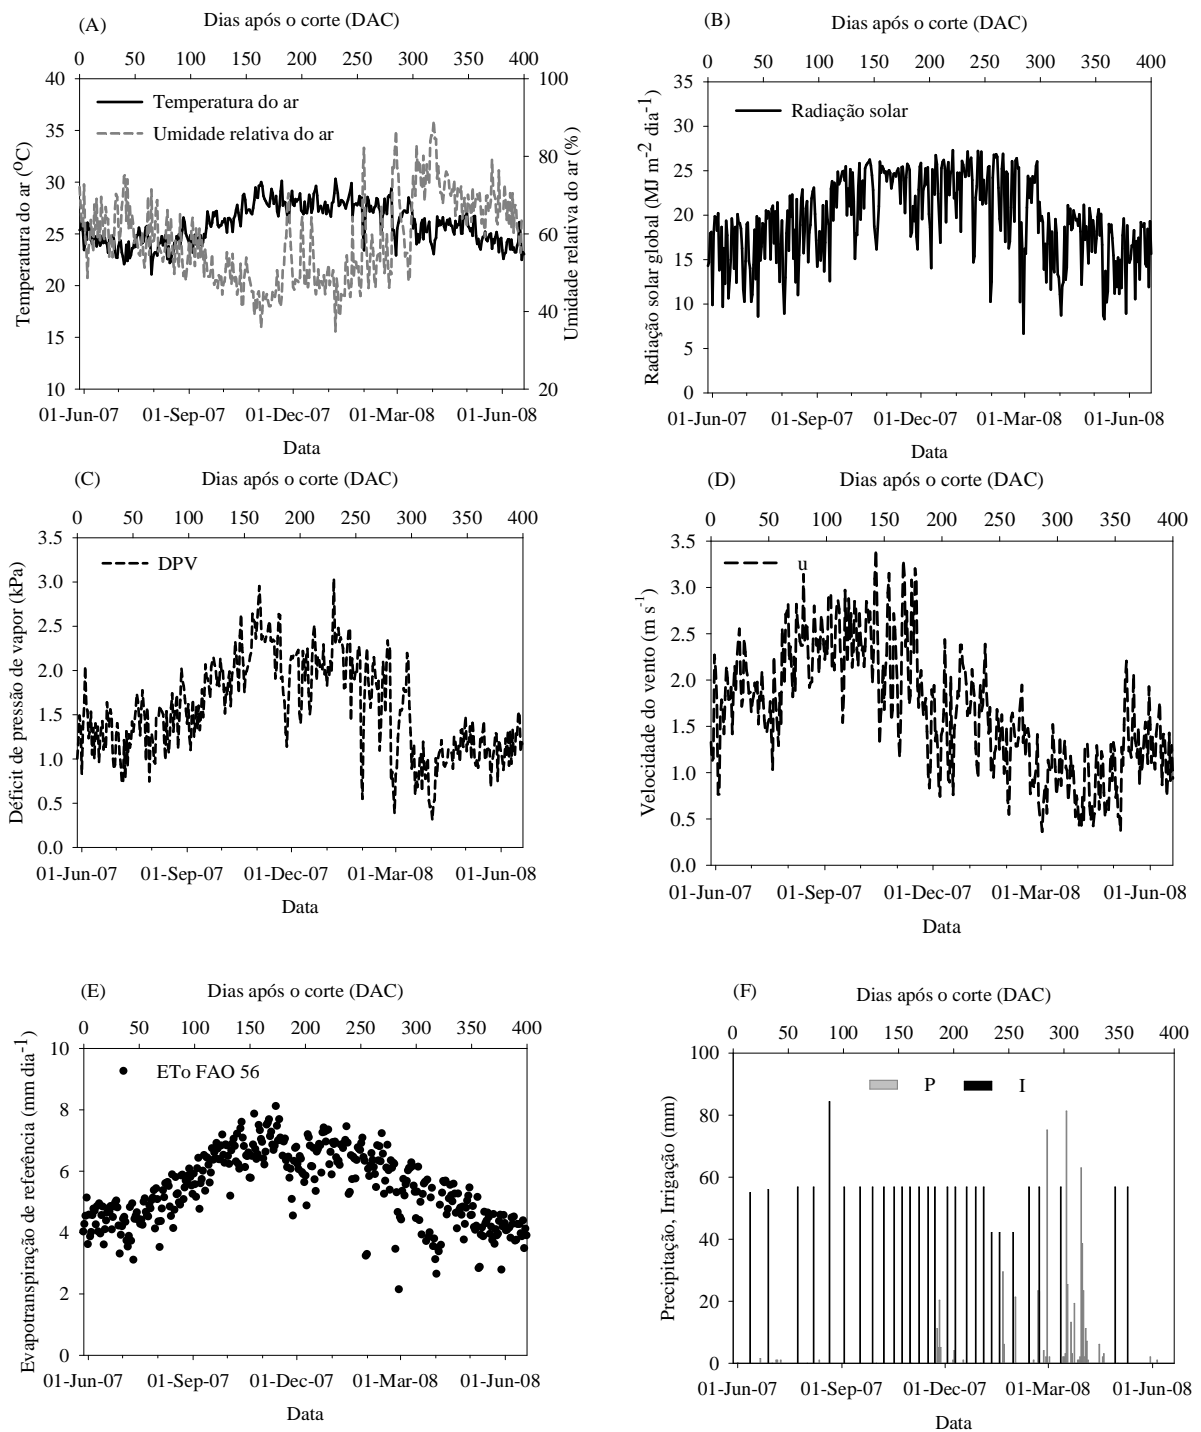 (A) Dias após o corte (DAC)
0 50 100 150 200 250 300 350 400
40 35 30 25 20 15 10
Temperatura do ar (ºC)
100 80 60 40 20
Umidade relativa do ar (%)
Temperatura do ar
Umidade relativa do ar
01-Jun-07 01-Sep-07 01-Dec-07 01-Mar-08 01-Jun-08
Data
(B) Dias após o corte (DAC)
0 50 100 150 200 250 300 350 400
35 30 25 20 15 10 5 0
Radiação solar global (MJ m⁻² dia⁻¹)
Radiação solar
01-Jun-07 01-Sep-07 01-Dec-07 01-Mar-08 01-Jun-08
Data
(C) Dias após o corte (DAC)
0 50 100 150 200 250 300 350 400
3.5 3.0 2.5 2.0 1.5 1.0 0.5 0.0
Déficit de pressão de vapor (kPa)
DPV
01-Jun-07 01-Sep-07 01-Dec-07 01-Mar-08 01-Jun-08
Data
(D) Dias após o corte (DAC)
0 50 100 150 200 250 300 350 400
3.5 3.0 2.5 2.0 1.5 1.0 0.5 0.0
Velocidade do vento (m s⁻¹)
u
01-Jun-07 01-Sep-07 01-Dec-07 01-Mar-08 01-Jun-08
Data
(E) Dias após o corte (DAC)
0 50 100 150 200 250 300 350 400
10 8 6 4 2 0
Evapotranspiração de referência (mm dia⁻¹)
ETo FAO 56
01-Jun-07 01-Sep-07 01-Dec-07 01-Mar-08 01-Jun-08
Data
(F) Dias após o corte (DAC)
0 50 100 150 200 250 300 350 400
100 80 60 40 20 0
Precipitação, Irrigação (mm)
P I
01-Jun-07 01-Sep-07 01-Dec-07 01-Mar-08 01-Jun-08
Data